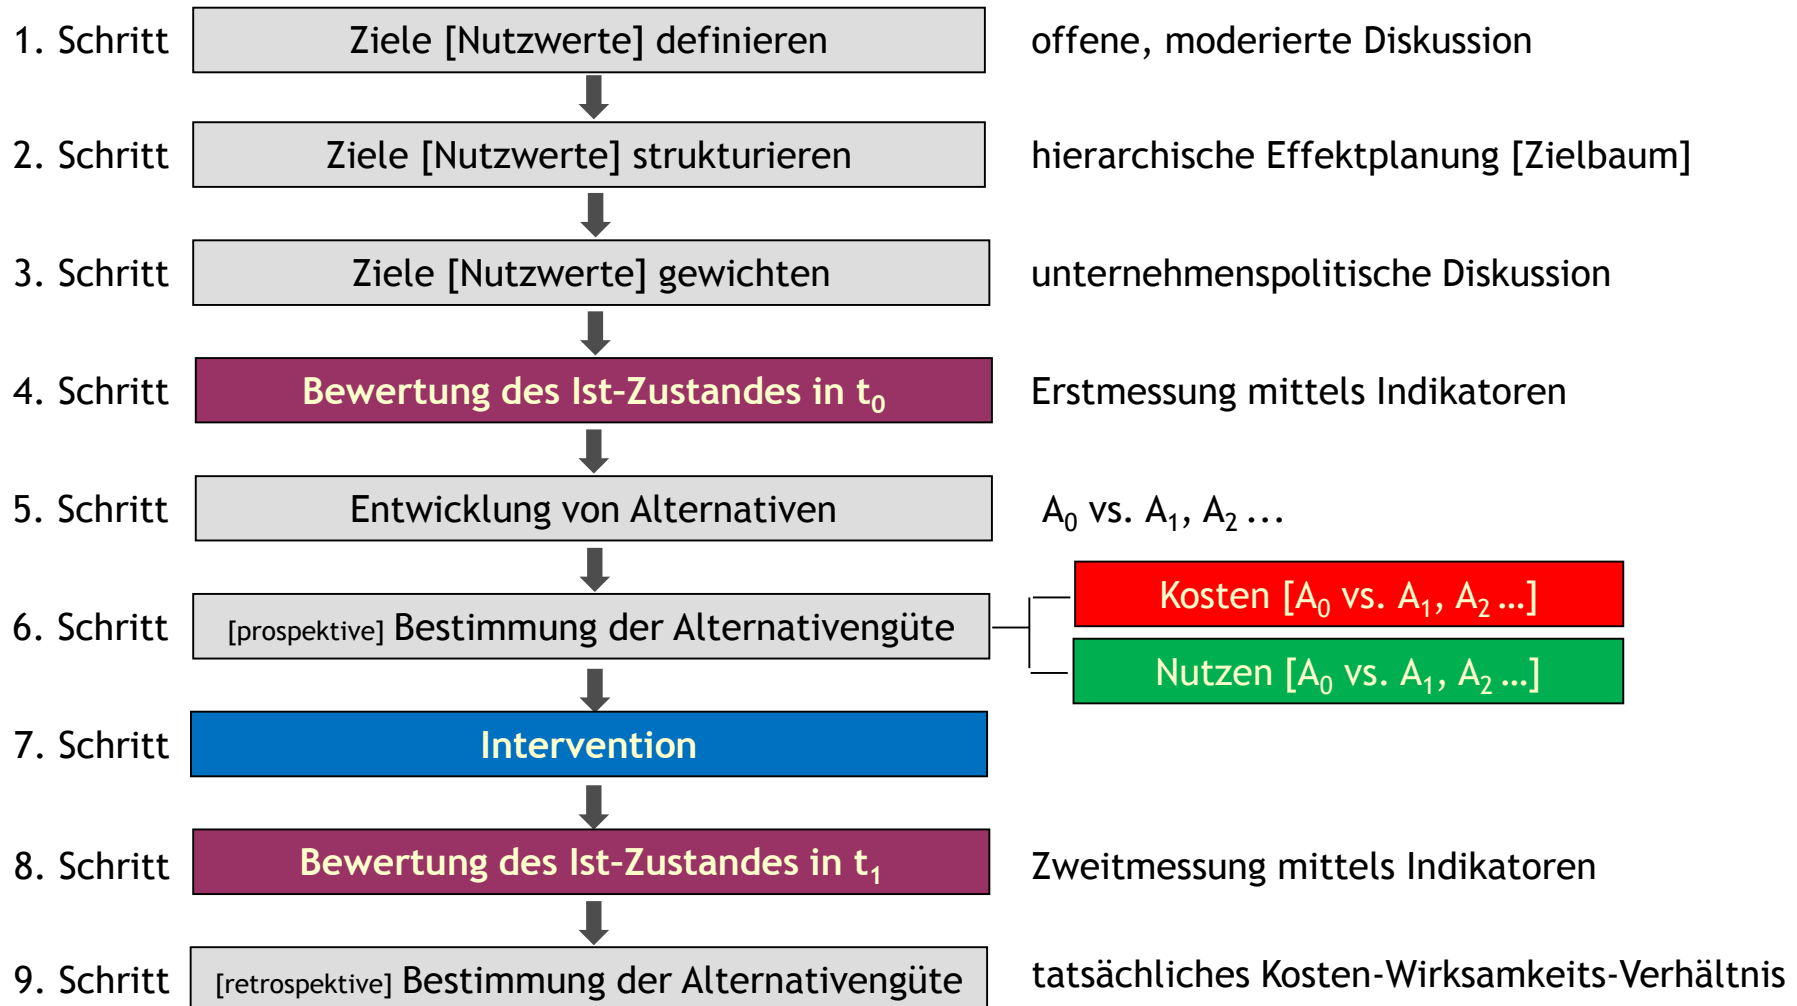 1. Schritt Ziele [Nutzwerte] definieren offene, moderierte Diskussion
2. Schritt Ziele [Nutzwerte] strukturieren hierarchische Effektplanung [Zielbaum]
3. Schritt Ziele [Nutzwerte] gewichten unternehmenspolitische Diskussion
4. Schritt Bewertung des Ist-Zustandes in t₀ Erstmessung mittels Indikatoren
5. Schritt Entwicklung von Alternativen A₀ vs. A₁, A₂ ...
Kosten [A₀ vs. A₁, A₂ ...]
6. Schritt [prospektive] Bestimmung der Alternativengüte
Nutzen [A₀ vs. A₁, A₂ ...]
7. Schritt Intervention
8. Schritt Bewertung des Ist-Zustandes in t₁ Zweitmessung mittels Indikatoren
9. Schritt [retrospektive] Bestimmung der Alternativengüte tatsächliches Kosten-Wirksamkeits-Verhältnis